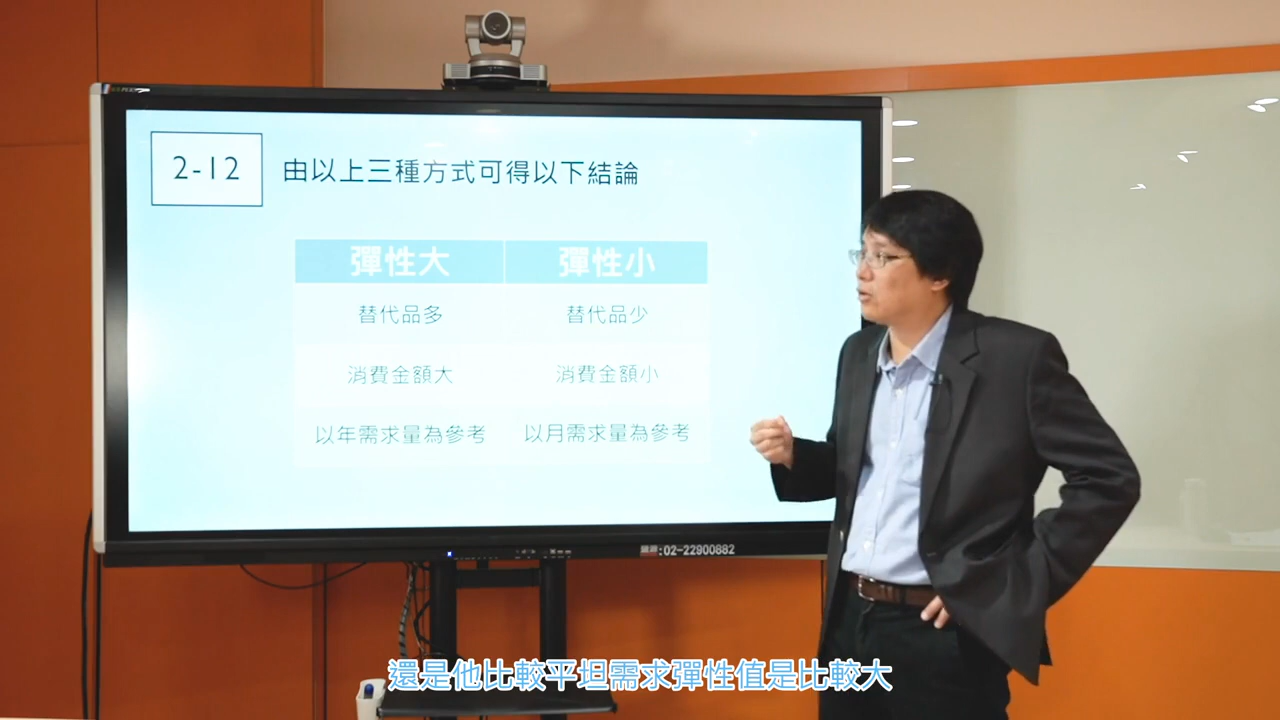 2-12
由以上三種方式可得以下結論
彈性大
彈性小
替代品多
替代品少
消費金額大
消費金額小
以年需求量為參考
以月需求量為參考
:02-22900882
還是他比較平坦需求彈性值是比較大